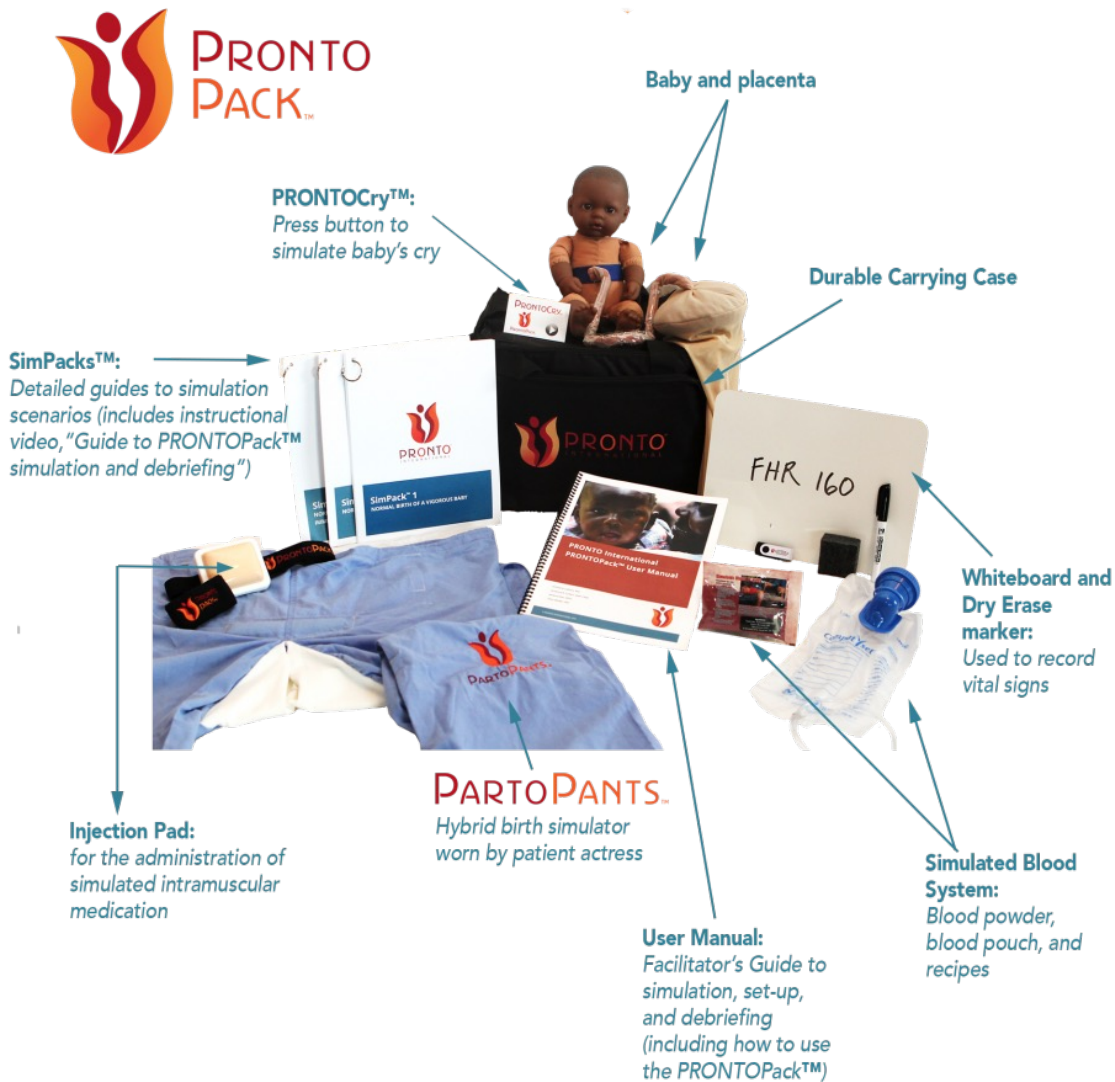 PRONTO
PACK™
Baby and placenta
PRONTOCry™:
Press button to
simulate baby's cry
Durable Carrying Case
PRONTOCRY
SimPacks™:
Detailed guides to simulation
scenarios (includes instructional
video,"Guide to PRONTOPack™
simulation and debriefing")
PRONTO
INTERNATIONAL
SimPack™ 1
NORMAL BIRTH OF A VIGOROUS BABY
PRONTO
INTERNATIONAL
FHR 160
PRONTO International
PRONTOPack™ User Manual
PRONTOPACK
PRONTO
PACK
PARTOPANTS
Whiteboard and
Dry Erase
marker:
Used to record
vital signs
PARTOPANTS™
Hybrid birth simulator
worn by patient actress
Injection Pad:
for the administration of
simulated intramuscular
medication
Simulated Blood
System:
Blood powder,
blood pouch, and
recipes
User Manual:
Facilitator's Guide to
simulation, set-up,
and debriefing
(including how to use
the PRONTOPack™)